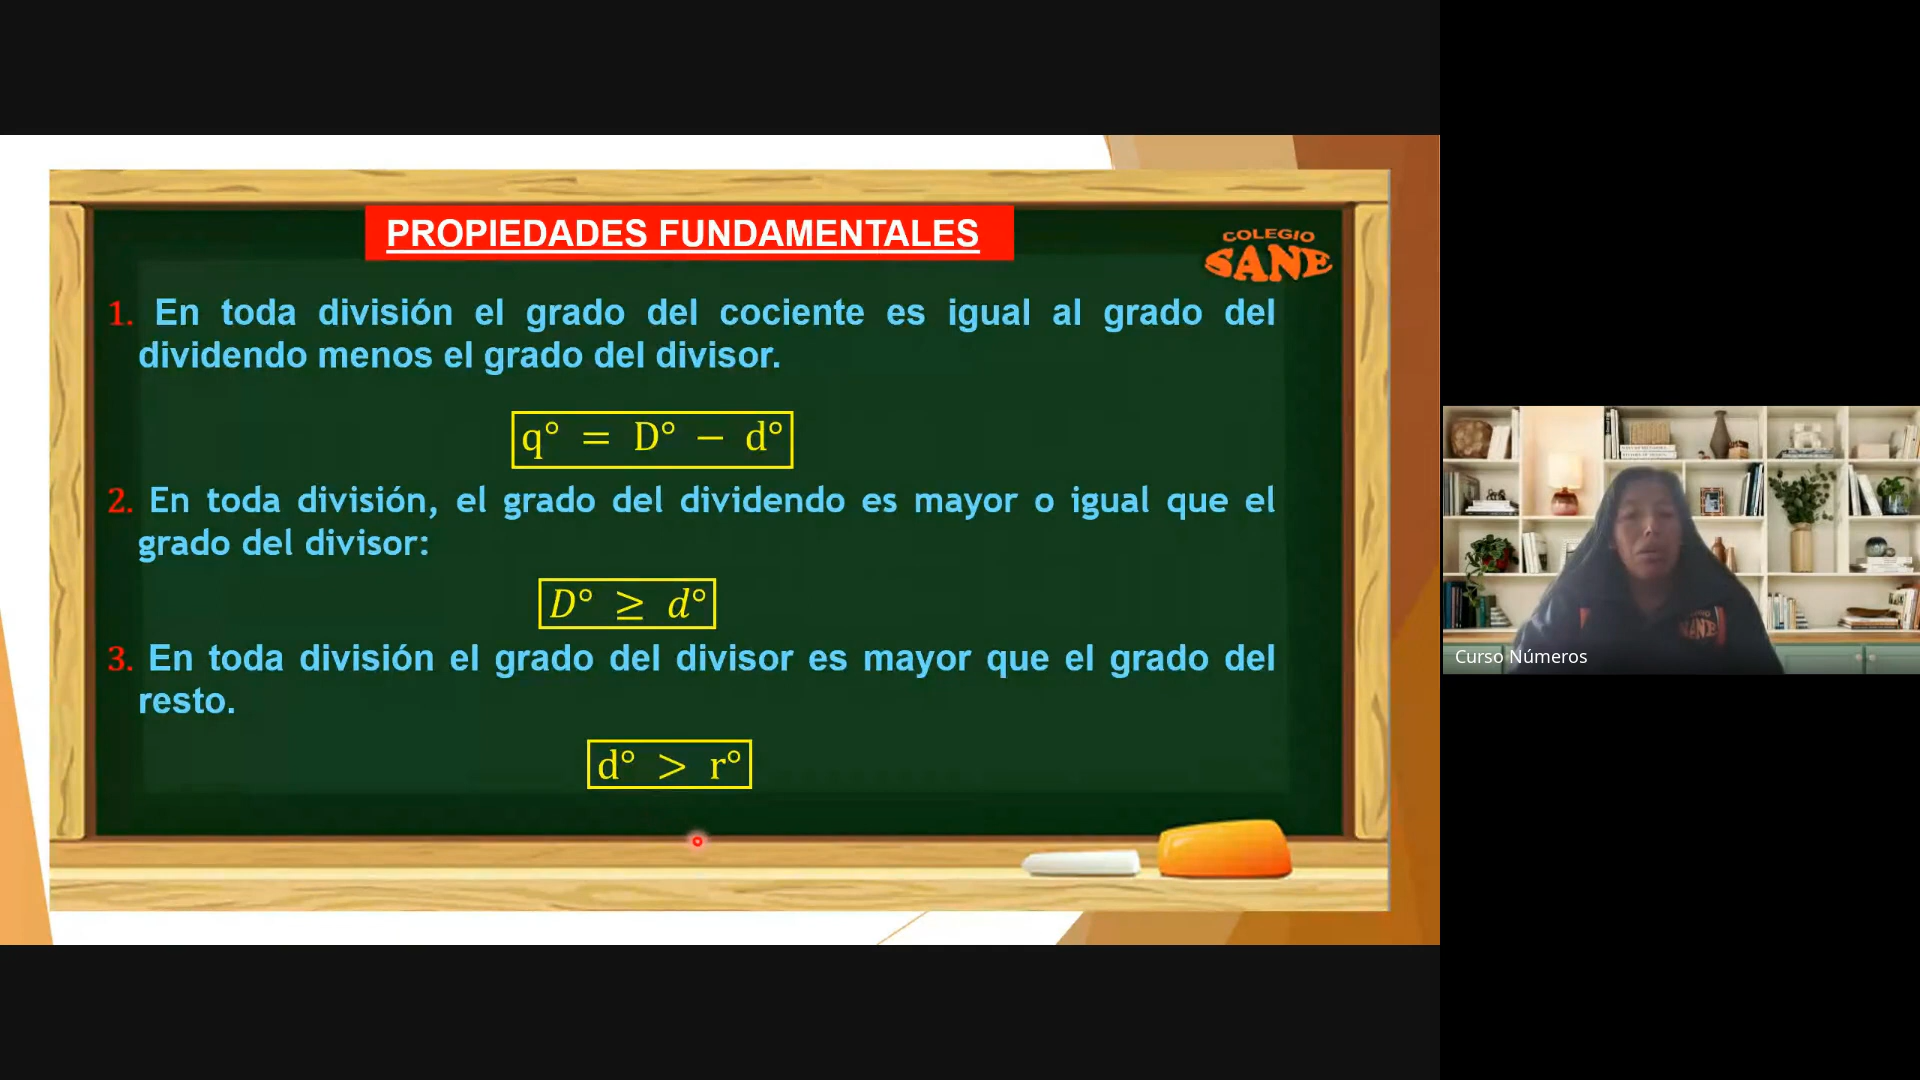 PROPIEDADES FUNDAMENTALES
COLEGIO
SANE
1. En toda división el grado del cociente es igual al grado del
dividendo menos el grado del divisor.
q° = D° − d°
2. En toda división, el grado del dividendo es mayor o igual que el
grado del divisor:
D° ≥ d°
3. En toda división el grado del divisor es mayor que el grado del
resto.
d° > r°
SANE
Curso Números